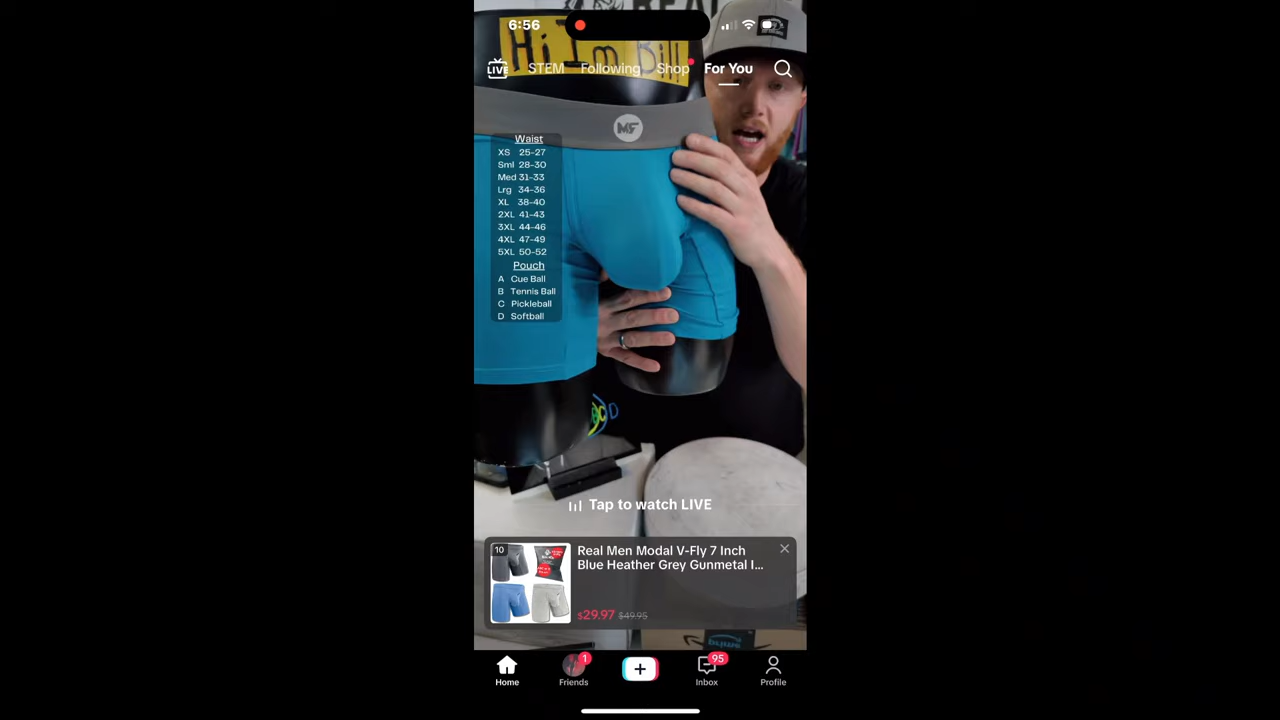 6:56
Hi Im Bill
LIVE STEM Following Shop For You
MF
Waist
XS 25-27
Sml 28-30
Med 31-33
Lrg 34-36
XL 38-40
2XL 41-43
3XL 44-46
4XL 47-49
5XL 50-52
Pouch
A Cue Ball
B Tennis Ball
C Pickleball
D Softball
Tap to watch LIVE
10
Real Men Modal V-Fly 7 Inch
Blue Heather Grey Gunmetal I...
$29.97 $49.95
1
95
Home Friends Inbox Profile